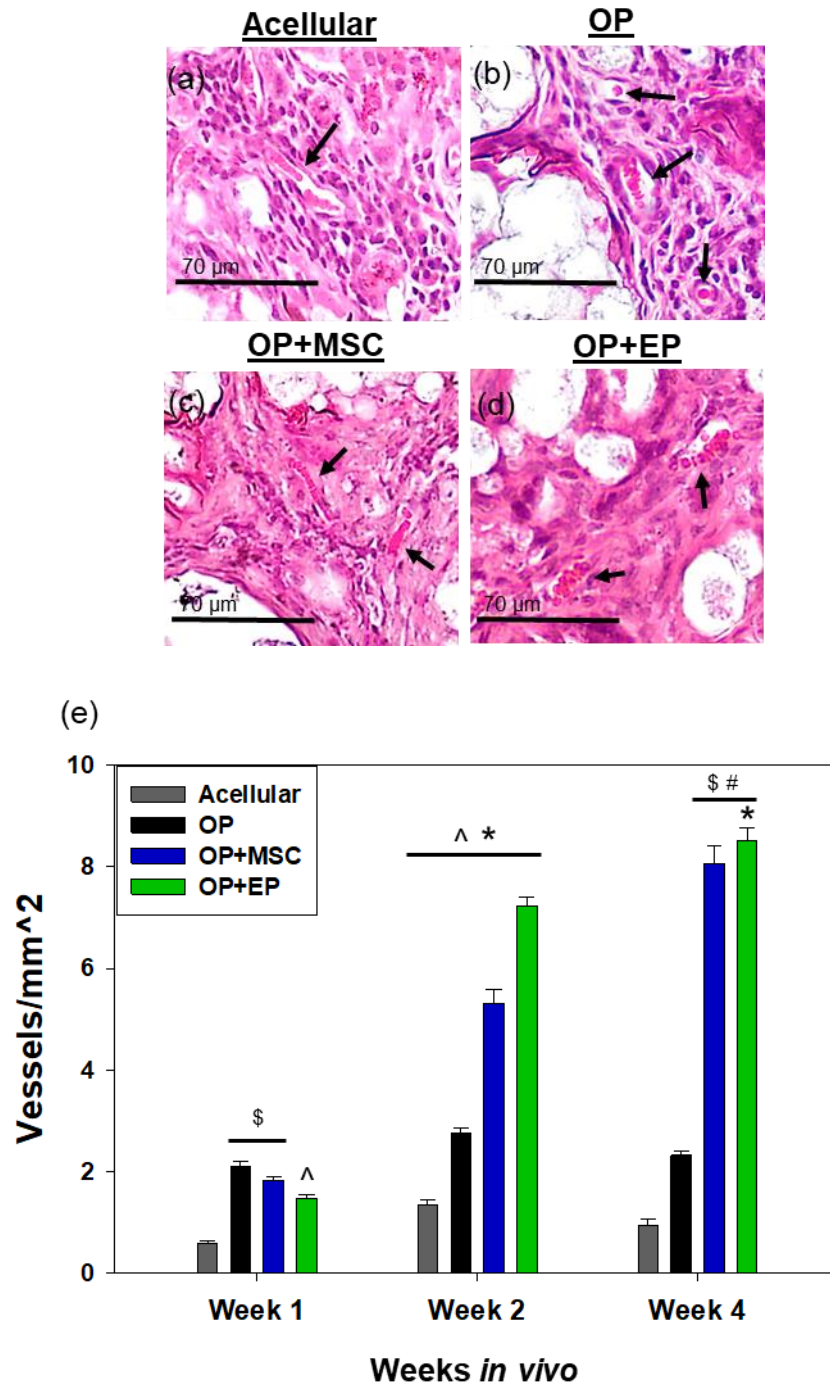 Acellular
OP
(a)
(b)
70 µm
70 µm
OP+MSC
OP+EP
(c)
(d)
70 µm
70 µm
(e)
10
8
6
4
2
0
Vessels/mm^2
Acellular
OP
OP+MSC
OP+EP
$
^
^ *
$ #
*
Week 1
Week 2
Week 4
Weeks in vivo